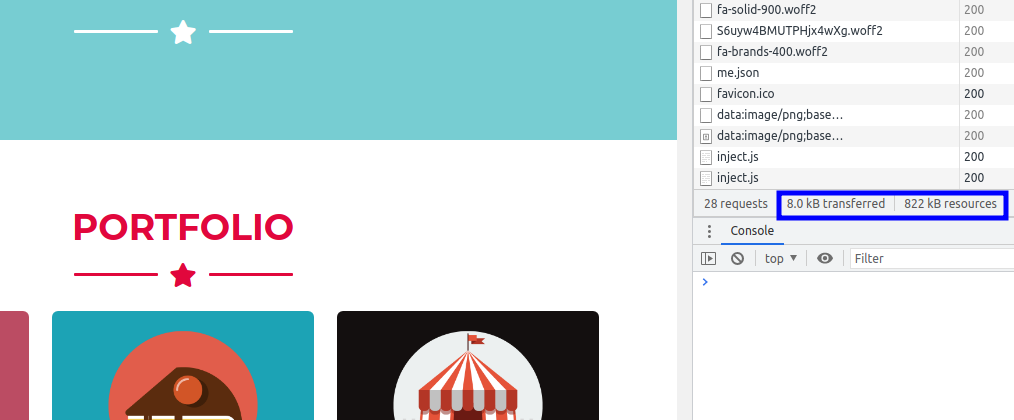 PORTFOLIO
fa-solid-900.woff2 200
S6uyw4BMUTPHjx4wXg.woff2 200
fa-brands-400.woff2 200
me.json 200
favicon.ico 200
data:image/png;base… 200
data:image/png;base… 200
inject.js 200
inject.js 200
28 requests 8.0 kB transferred 822 kB resources
Console
top Filter